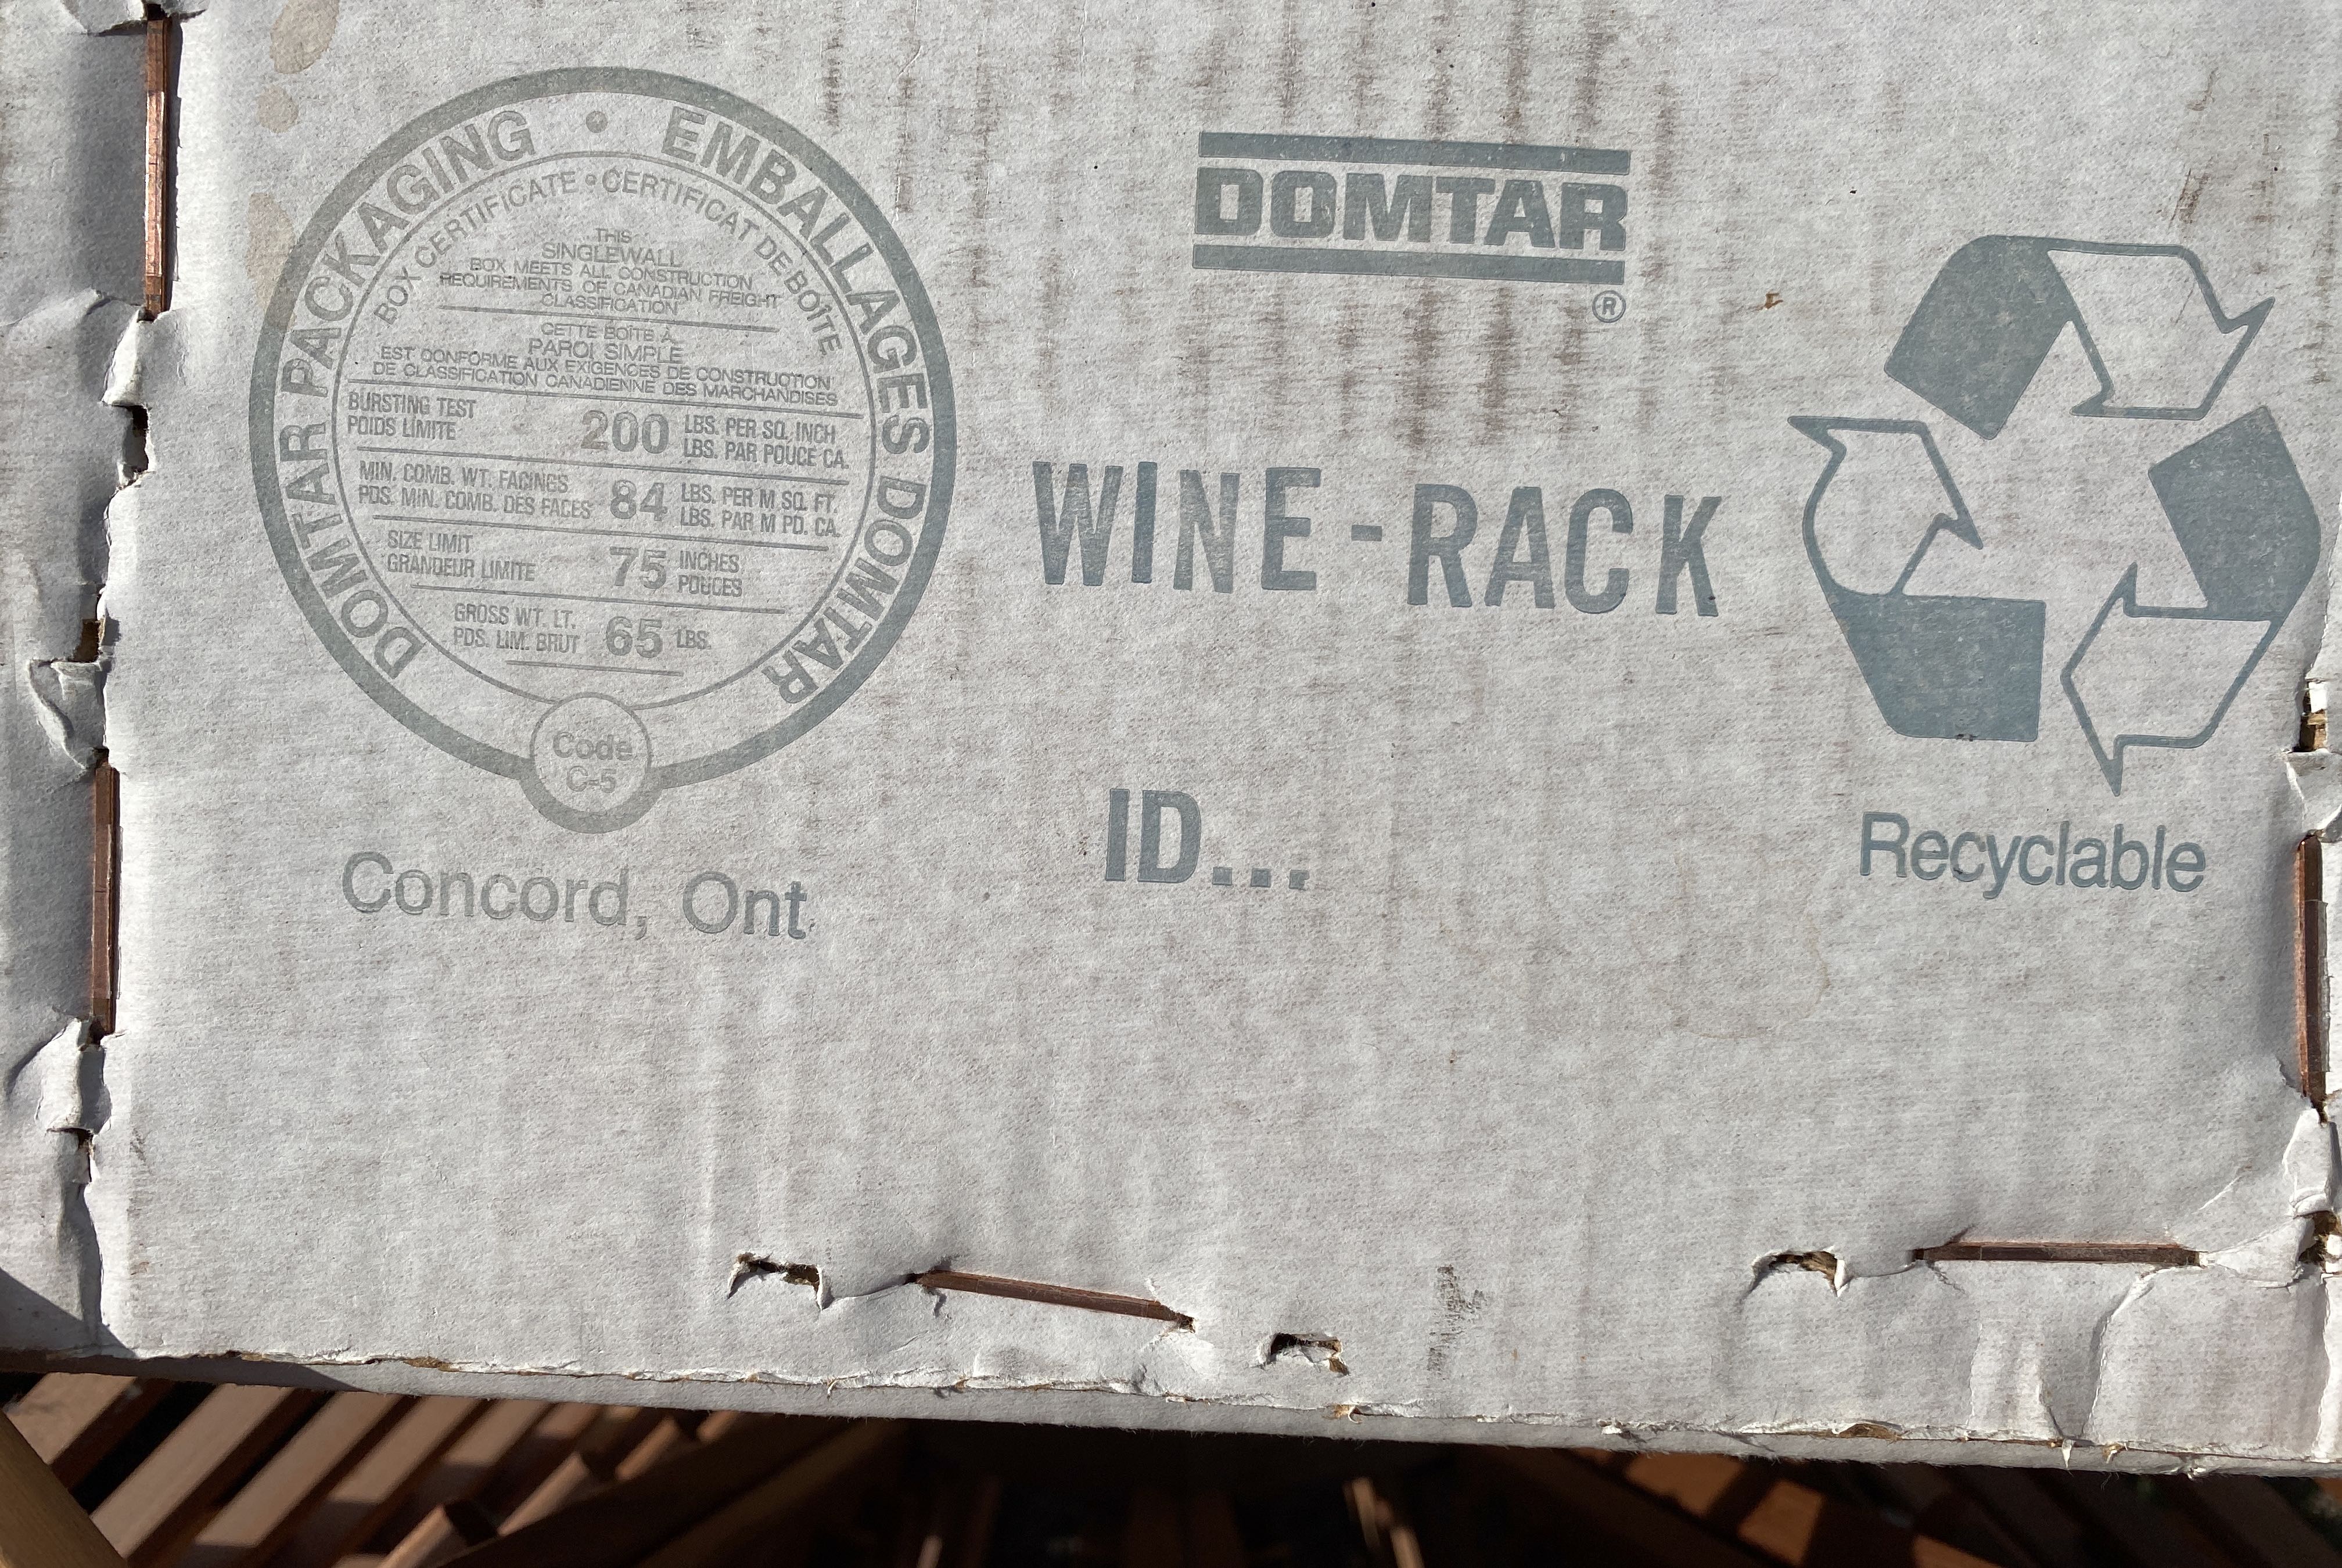 DOMTAR PACKAGING • EMBALLAGES DOMTAR
BOX CERTIFICATE • CERTIFICAT DE BOÎTE
THIS
SINGLEWALL
BOX MEETS ALL CONSTRUCTION
REQUIREMENTS OF CANADIAN FREIGHT
CLASSIFICATION
CETTE BOÎTE À
PAROI SIMPLE
EST CONFORME AUX EXIGENCES DE CONSTRUCTION
DE CLASSIFICATION CANADIENNE DES MARCHANDISES
BURSTING TEST
POIDS LIMITE
200
LBS. PER SQ. INCH
LBS. PAR POUCE CA.
MIN. COMB. WT. FACINGS
PDS. MIN. COMB. DES FACES
84
LBS. PER M SQ. FT.
LBS. PAR M PD. CA.
SIZE LIMIT
GRANDEUR LIMITE
75
INCHES
POUCES
GROSS WT. LT.
PDS. LIM. BRUT
65 LBS.
Code
C-5
Concord, Ont
DOMTAR
®
WINE-RACK
ID...
Recyclable